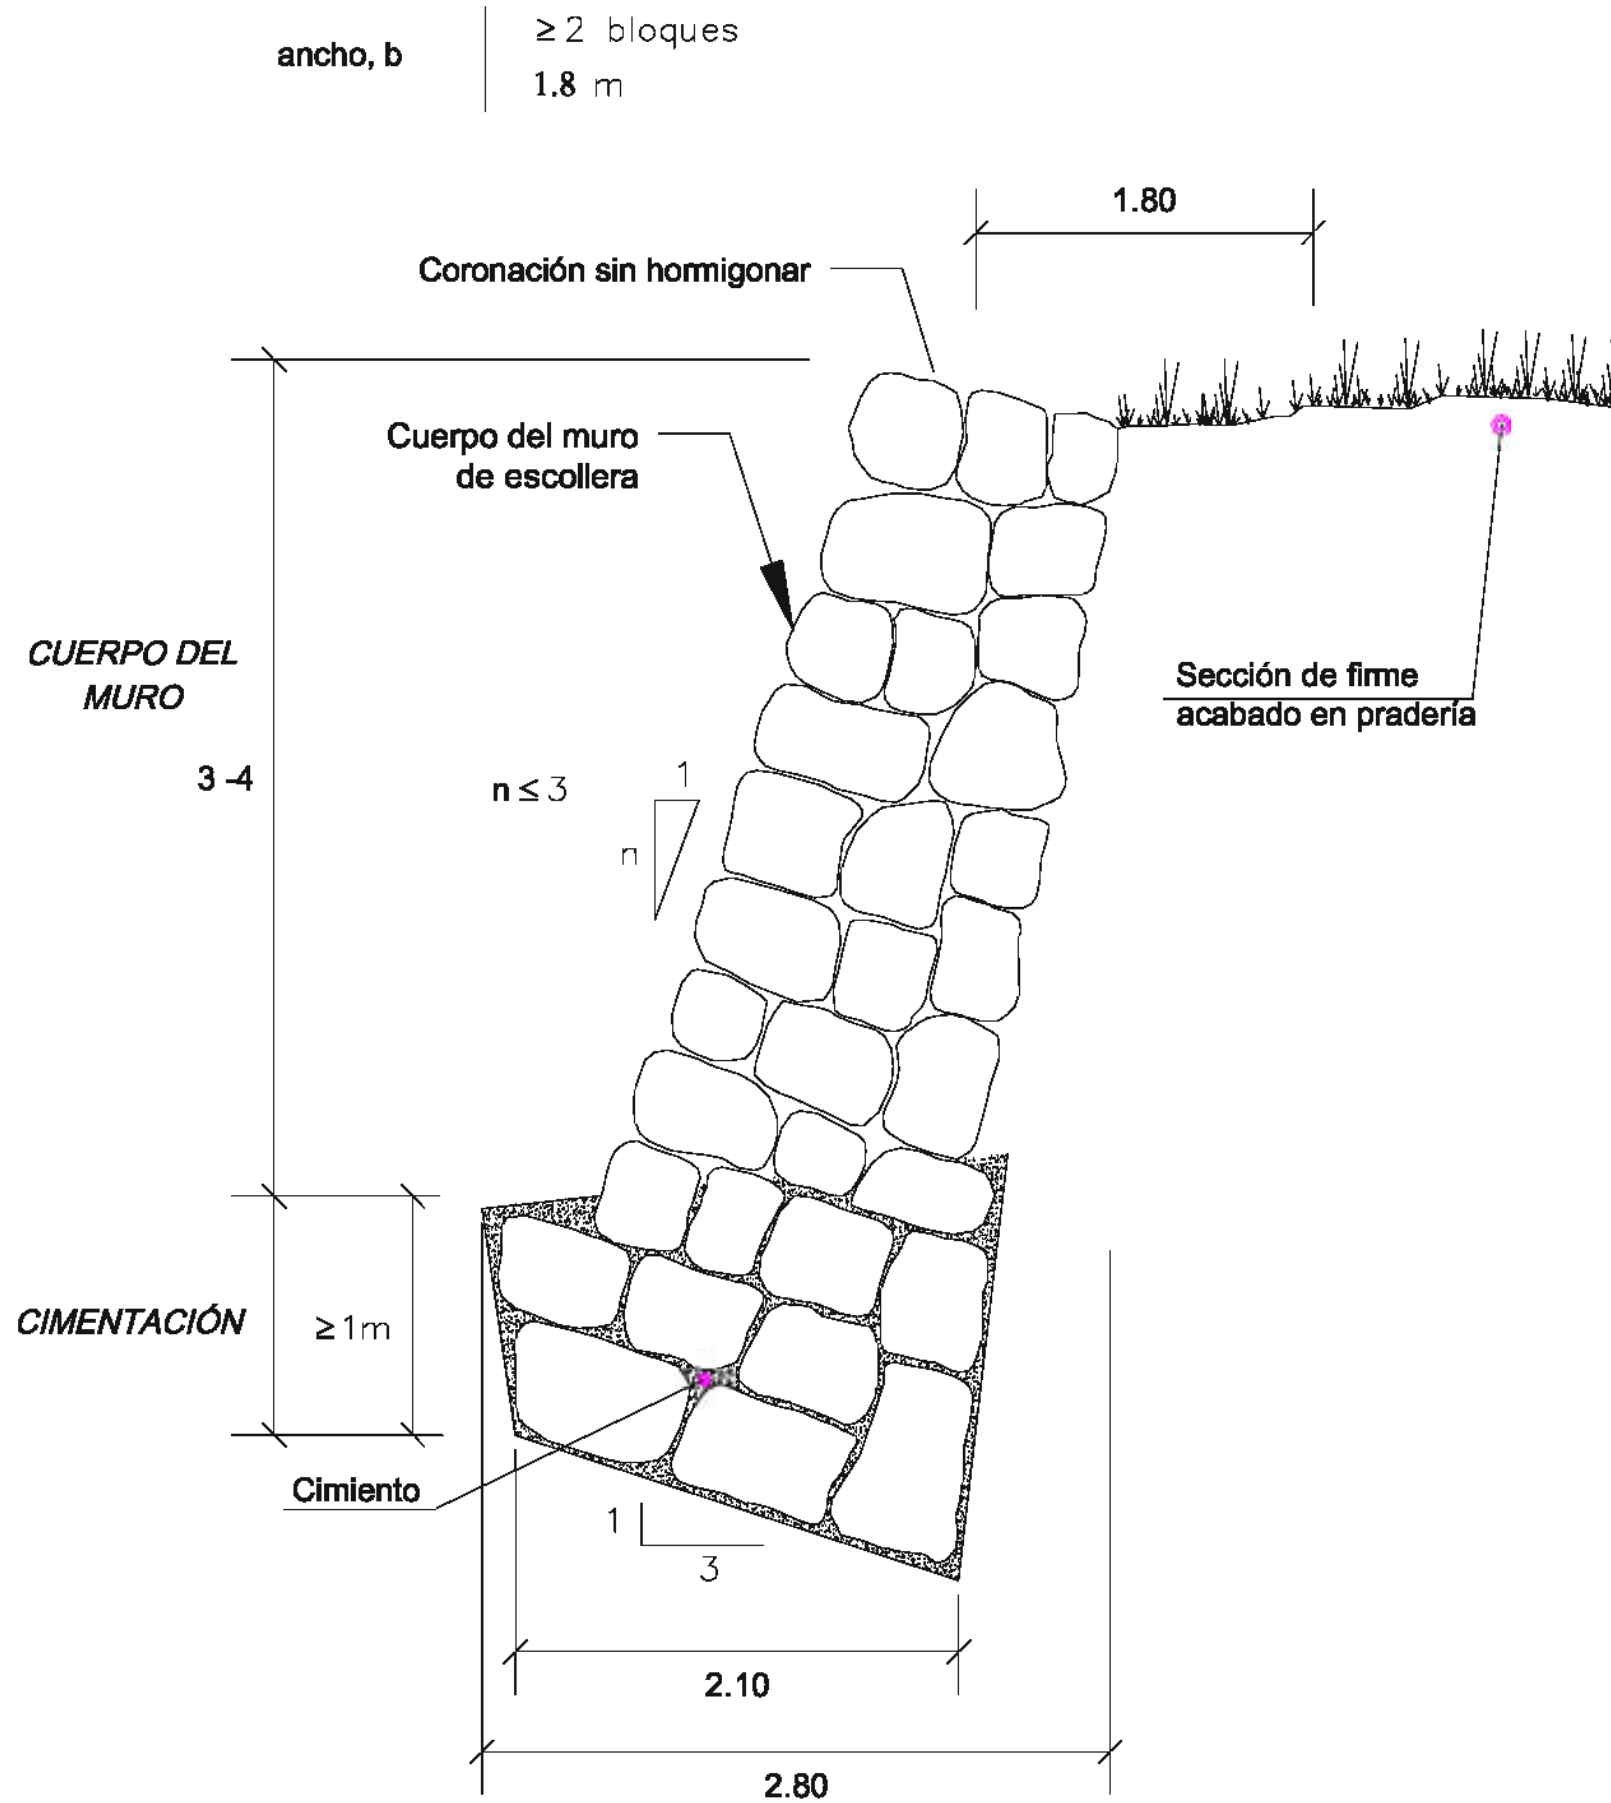 ≥2 bloques
ancho, b
1.8 m
1.80
Coronación sin hormigonar
Cuerpo del muro
de escollera
CUERPO DEL
MURO
Sección de firme
acabado en pradería
3 -4
n ≤ 3
1
n
CIMENTACIÓN
≥1m
Cimiento
1
3
2.10
2.80